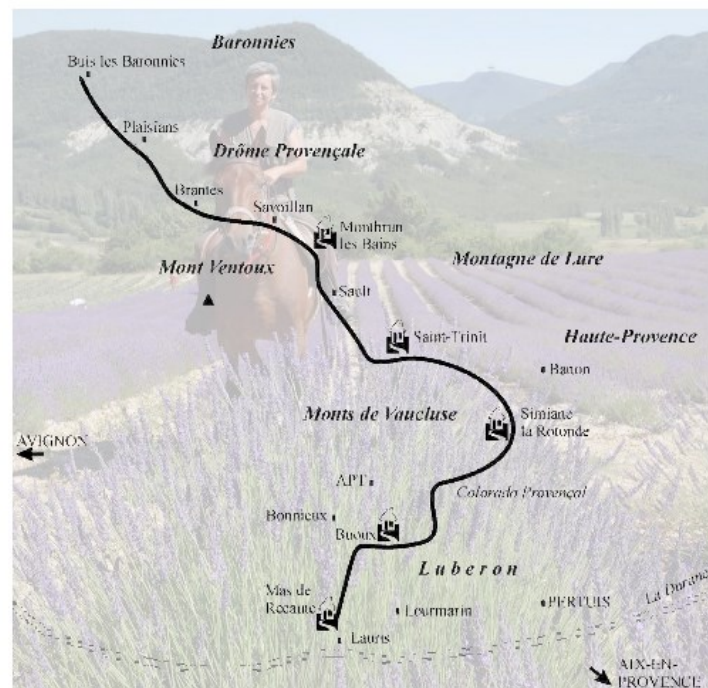 Baronnies
Buis les Baronnies
Plaisians
Drôme Provençale
Brantes
Savoillan
Montbrun
les Bains
Mont Ventoux
Montagne de Lure
Sault
Saint-Trinit
Haute-Provence
Banon
Monts de Vaucluse
Simiane
la Rotonde
AVIGNON
APT
Colorado Provençal
Bonnieux
Buoux
Luberon
Mas de
Recaute
Lourmarin
PERTUIS
La Durance
Lauris
AIX-EN-
PROVENCE